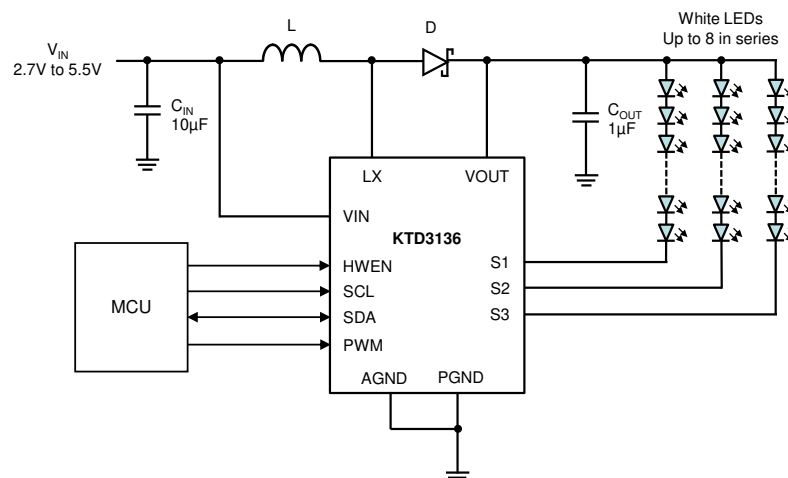 White LEDs
Up to 8 in series
L
D
V_IN
2.7V to 5.5V
C_IN
10µF
C_OUT
1µF
LX
VOUT
VIN
KTD3136
MCU
HWEN
SCL
SDA
PWM
S1
S2
S3
AGND
PGND